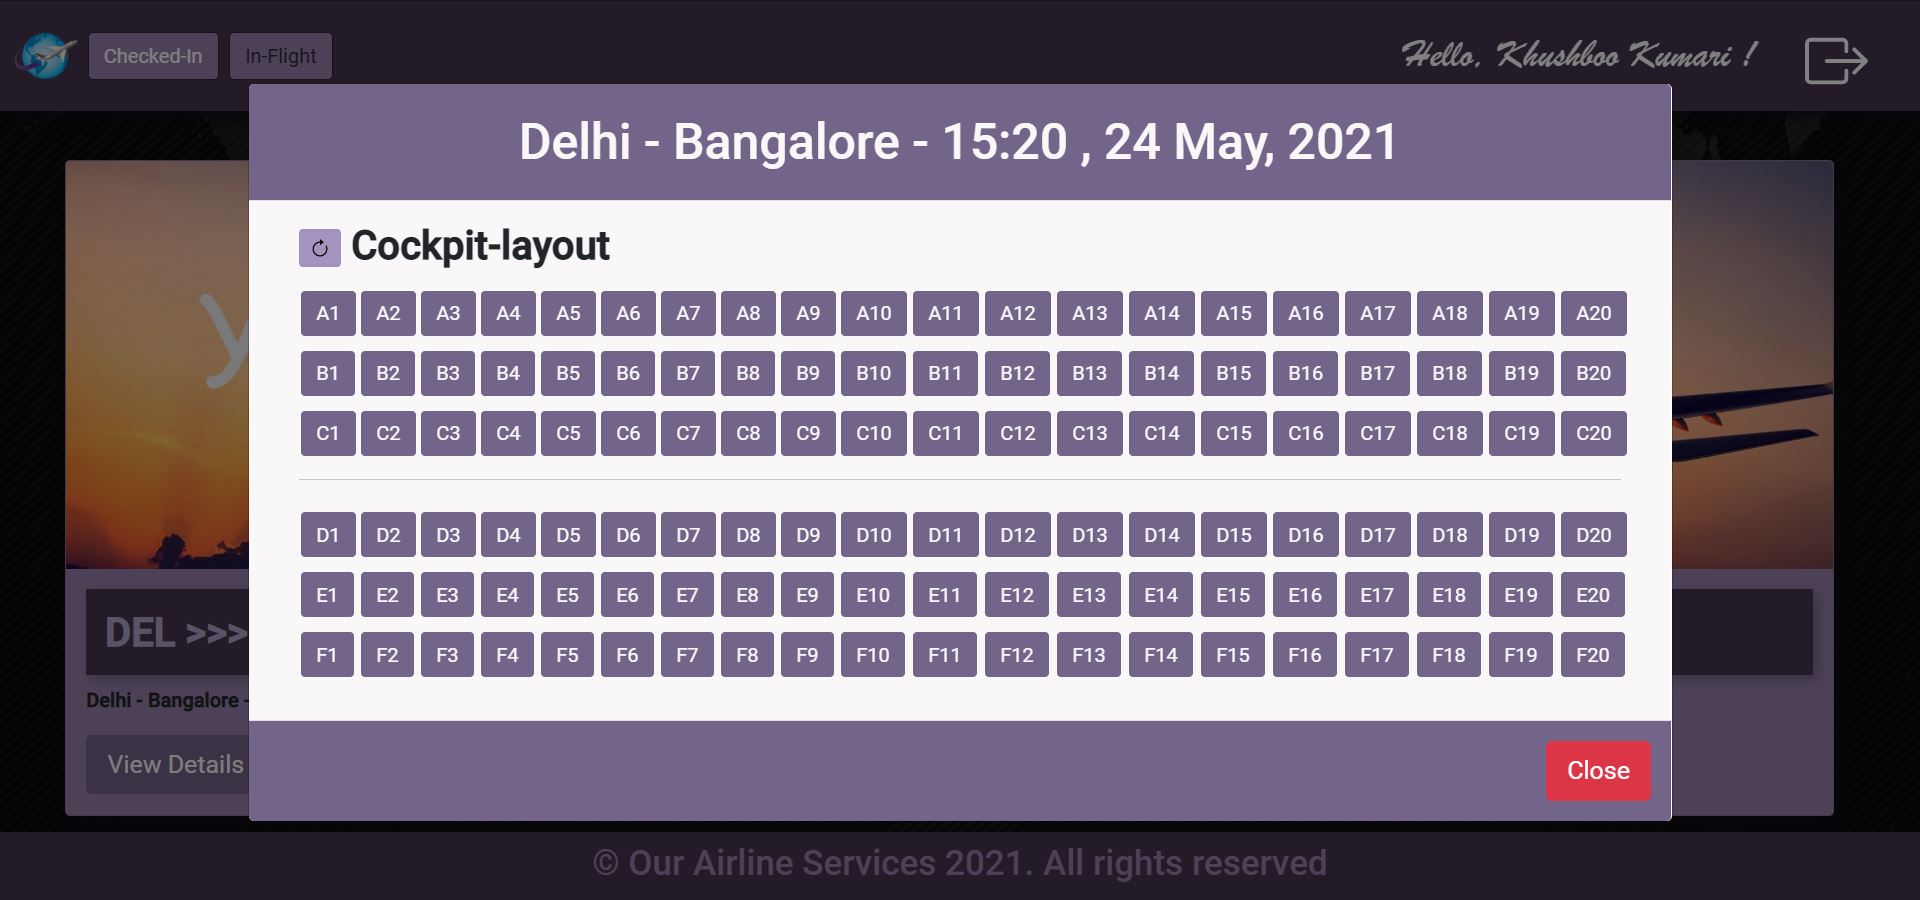 Checked-In In-Flight Hello, Khushboo Kumari !
Delhi - Bangalore - 15:20 , 24 May, 2021
Cockpit-layout
A1 A2 A3 A4 A5 A6 A7 A8 A9 A10 A11 A12 A13 A14 A15 A16 A17 A18 A19 A20
B1 B2 B3 B4 B5 B6 B7 B8 B9 B10 B11 B12 B13 B14 B15 B16 B17 B18 B19 B20
C1 C2 C3 C4 C5 C6 C7 C8 C9 C10 C11 C12 C13 C14 C15 C16 C17 C18 C19 C20
D1 D2 D3 D4 D5 D6 D7 D8 D9 D10 D11 D12 D13 D14 D15 D16 D17 D18 D19 D20
E1 E2 E3 E4 E5 E6 E7 E8 E9 E10 E11 E12 E13 E14 E15 E16 E17 E18 E19 E20
F1 F2 F3 F4 F5 F6 F7 F8 F9 F10 F11 F12 F13 F14 F15 F16 F17 F18 F19 F20
DEL >>>
Delhi - Bangalore -
View Details
Close
© Our Airline Services 2021. All rights reserved